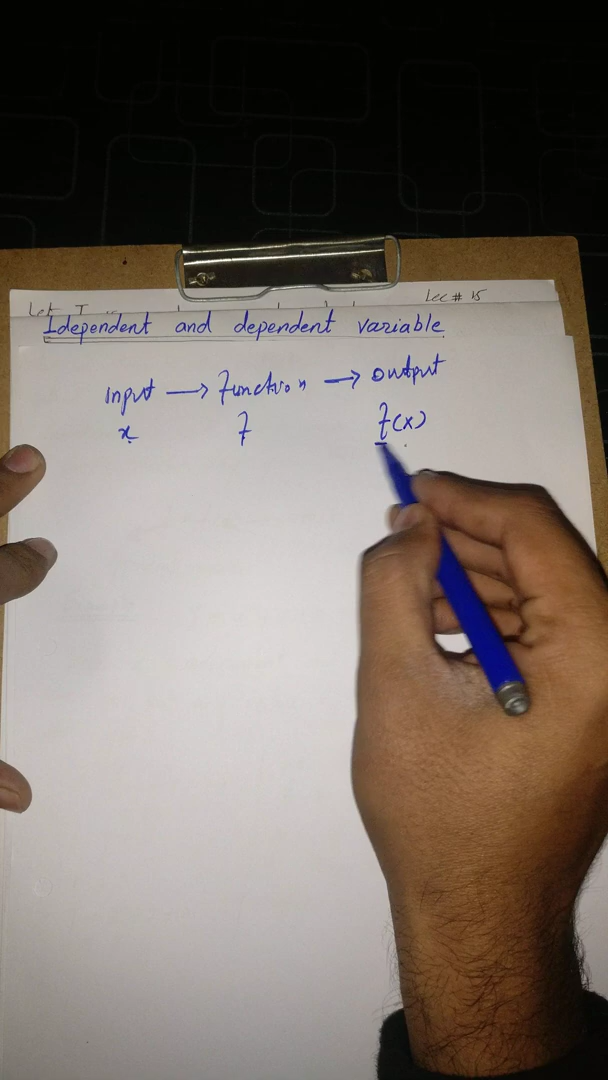 Lec # 15
Idependent and dependent variable
Input → function → output
x f f(x)